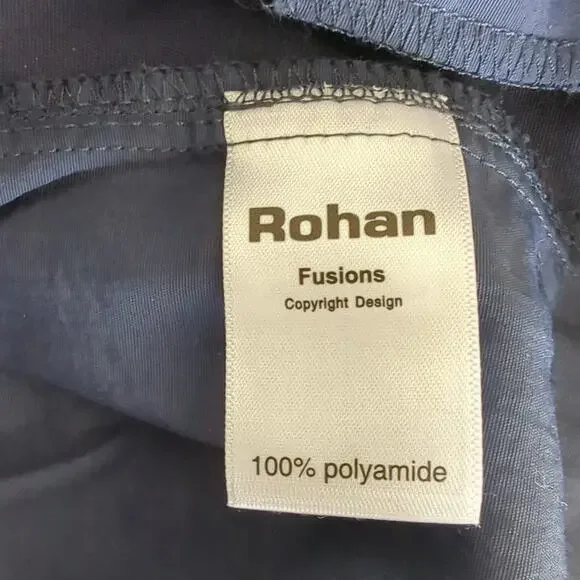 Rohan
Fusions
Copyright Design
100% polyamide